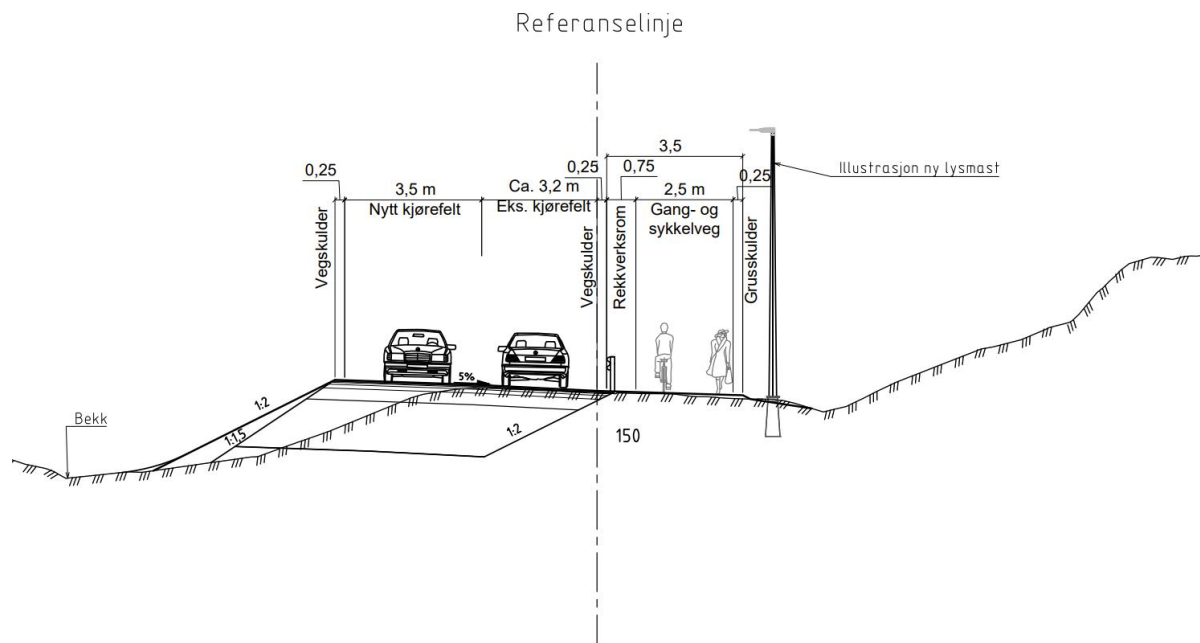 Referanselinje
3,5
0,25
3,5 m
Nytt kjørefelt
Ca. 3,2 m
Eks. kjørefelt
0,25
0,75
2,5 m
Gang- og
sykkelveg
0,25
Illustrasjon ny lysmast
Vegskulder
Vegskulder
Rekkverksrom
Grusskulder
5%
1:2
1:1,5
1:2
Bekk
150